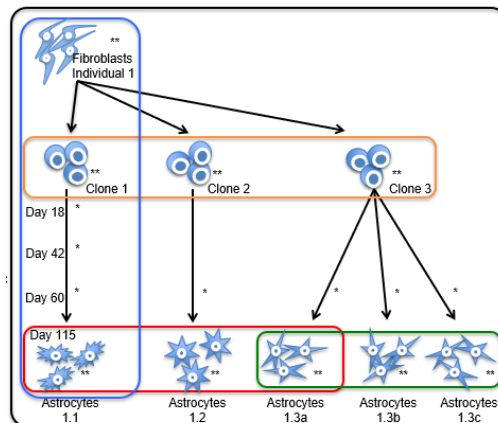 **
Fibroblasts
Individual 1
** ** **
Clone 1 Clone 2 Clone 3
Day 18 *
Day 42
Day 60 * * * * *
Day 115
** ** ** ** **
Astrocytes Astrocytes Astrocytes Astrocytes Astrocytes
1.1 1.2 1.3a 1.3b 1.3c